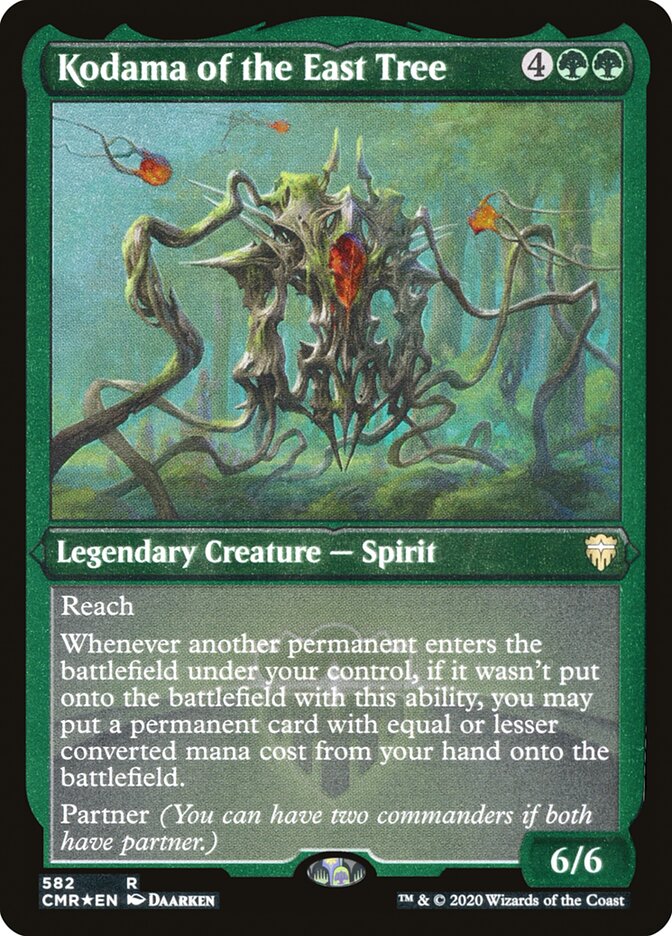 Kodama of the East Tree 4
Legendary Creature — Spirit
Reach
Whenever another permanent enters the
battlefield under your control, if it wasn't put
onto the battlefield with this ability, you may
put a permanent card with equal or lesser
converted mana cost from your hand onto the
battlefield.
Partner (You can have two commanders if both
have partner.)
6/6
582 R
CMR★EN DAARKEN
™ & © 2020 Wizards of the Coast